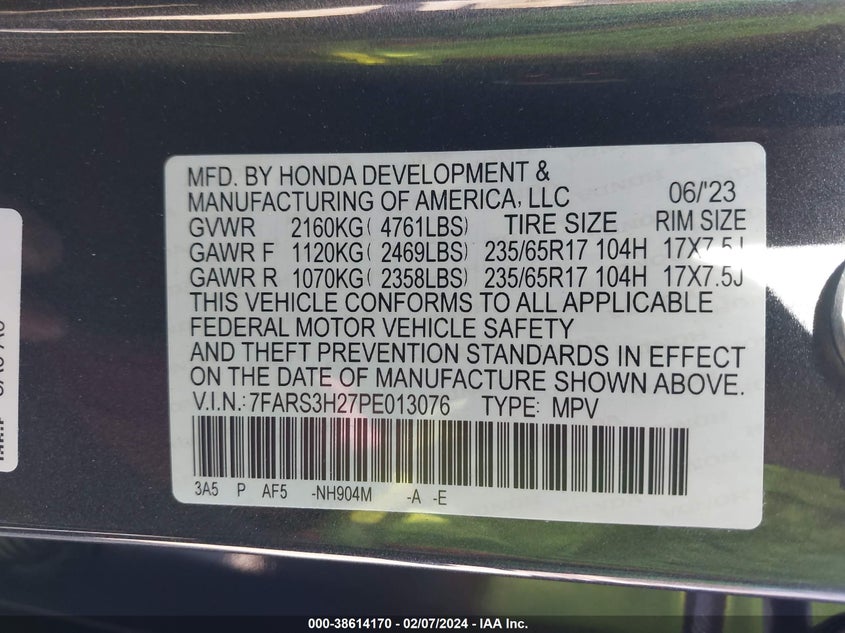 MFD. BY HONDA DEVELOPMENT &
MANUFACTURING OF AMERICA, LLC 06/'23
GVWR 2160KG( 4761LBS) TIRE SIZE RIM SIZE
GAWR F 1120KG( 2469LBS) 235/65R17 104H 17X7.5J
GAWR R 1070KG( 2358LBS) 235/65R17 104H 17X7.5J
THIS VEHICLE CONFORMS TO ALL APPLICABLE
FEDERAL MOTOR VEHICLE SAFETY
AND THEFT PREVENTION STANDARDS IN EFFECT
ON THE DATE OF MANUFACTURE SHOWN ABOVE.
V.I.N.: 7FARS3H27PE013076 TYPE: MPV
3A5 P AF5 -NH904M -A -E
000-38614170 - 02/07/2024 - IAA Inc.